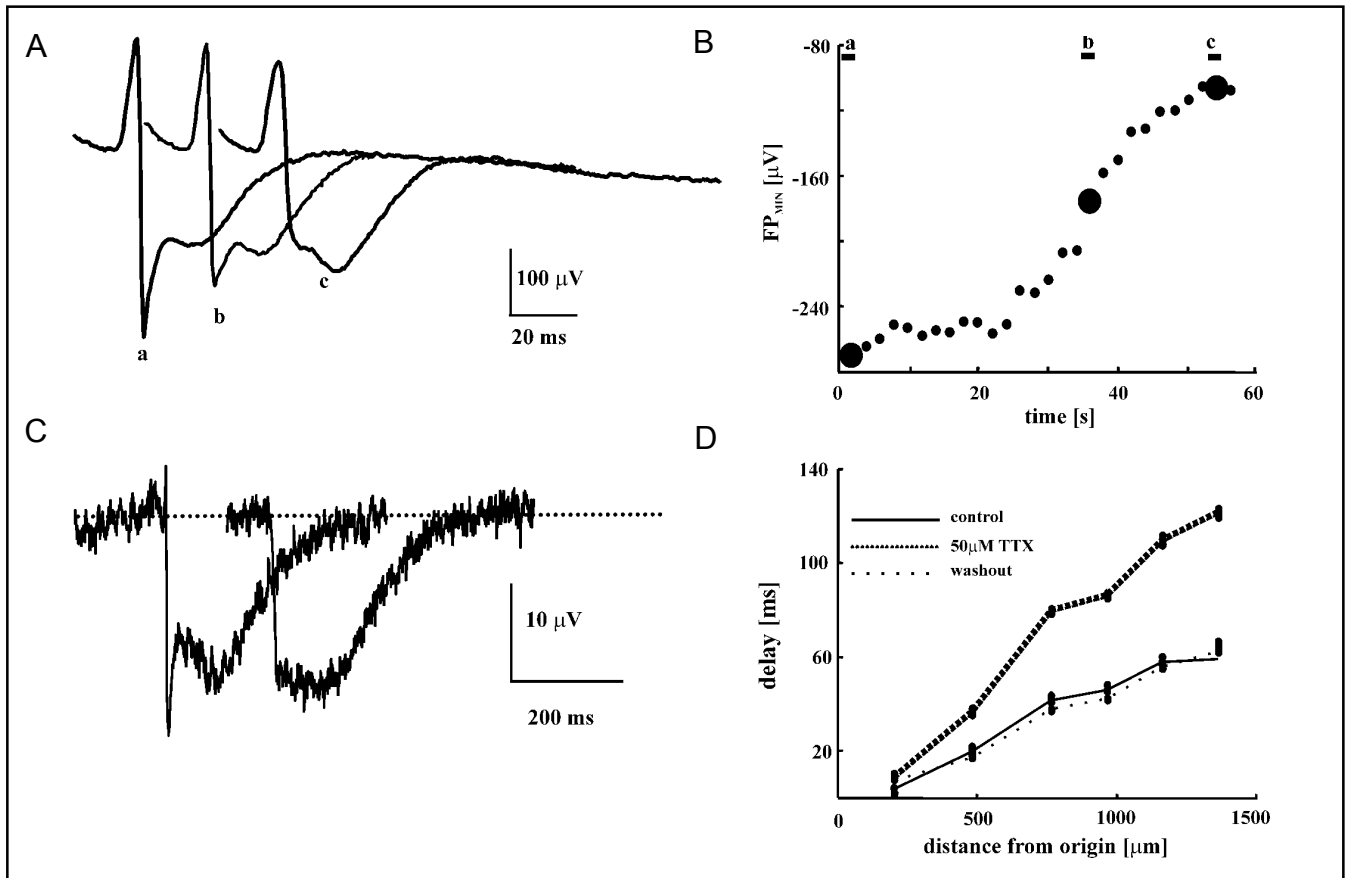 A
a
b
c
100 μV
20 ms
B
a
b
c
-80
-160
-240
FP_MIN [μV]
0
20
40
60
time [s]
C
10 μV
200 ms
D
140
100
60
20
delay [ms]
control
50μM TTX
washout
0
500
1000
1500
distance from origin [μm]